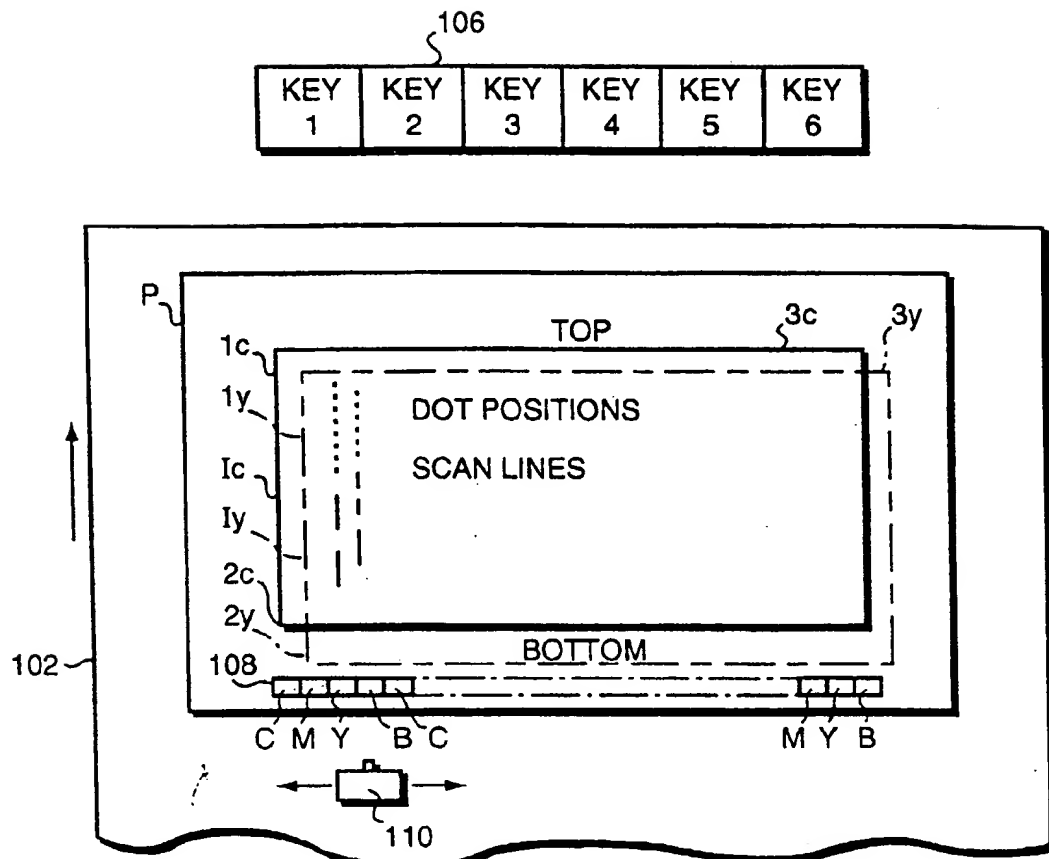 106
KEY 1 KEY 2 KEY 3 KEY 4 KEY 5 KEY 6
P
TOP
3c
3y
1c
1y
DOT POSITIONS
Ic
SCAN LINES
Iy
2c
2y
BOTTOM
102
108
C M Y B C M Y B
110